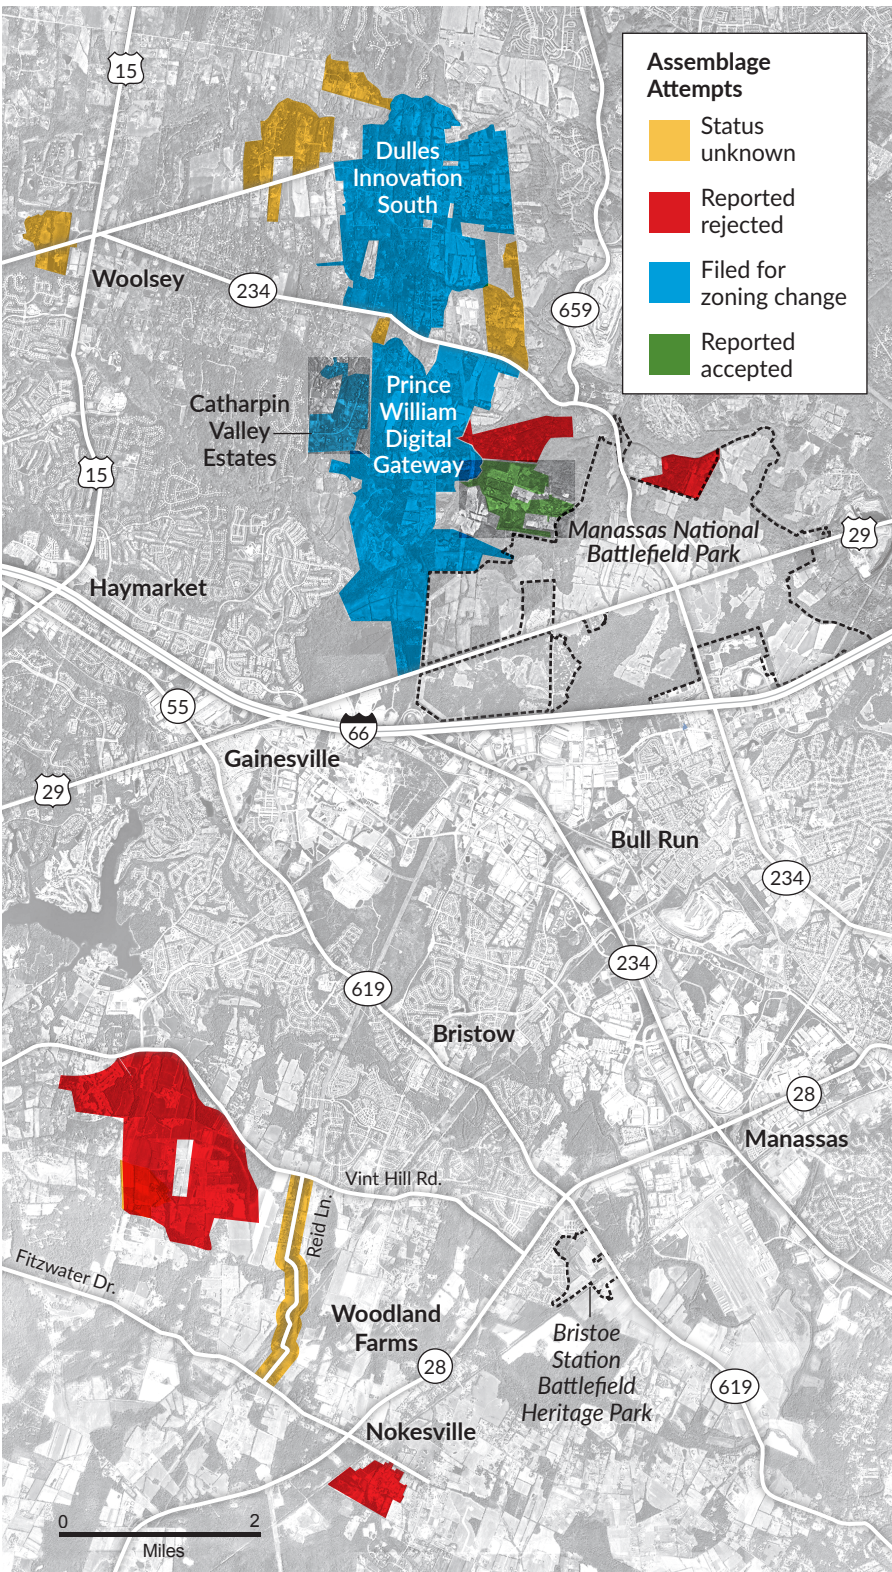 Assemblage
Attempts
Status
unknown
Reported
rejected
Filed for
zoning change
Reported
accepted
15
Dulles
Innovation
South
Woolsey
234
659
Prince
William
Digital
Gateway
Catharpin
Valley
Estates
15
Manassas National
Battlefield Park
29
Haymarket
55
66
Gainesville
29
Bull Run
234
234
619
Bristow
28
Manassas
Vint Hill Rd.
Reid Ln.
Fitzwater Dr.
Woodland
Farms
28
Bristoe
Station
Battlefield
Heritage Park
619
Nokesville
0 2
Miles